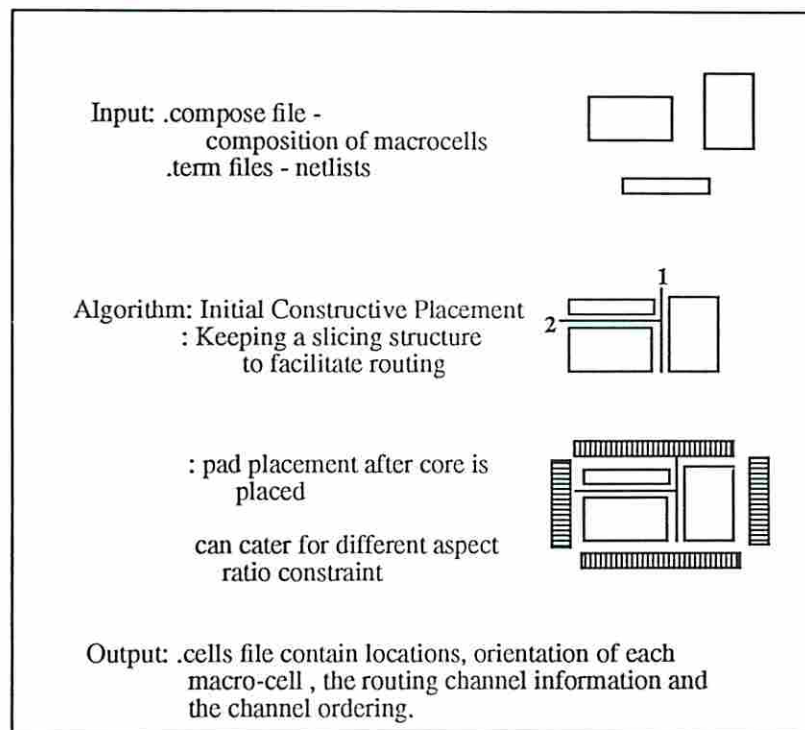 Input: .compose file -
composition of macrocells
.term files - netlists
1
Algorithm: Initial Constructive Placement
2
: Keeping a slicing structure
to facilitate routing
: pad placement after core is
placed
can cater for different aspect
ratio constraint
Output: .cells file contain locations, orientation of each
macro-cell , the routing channel information and
the channel ordering.